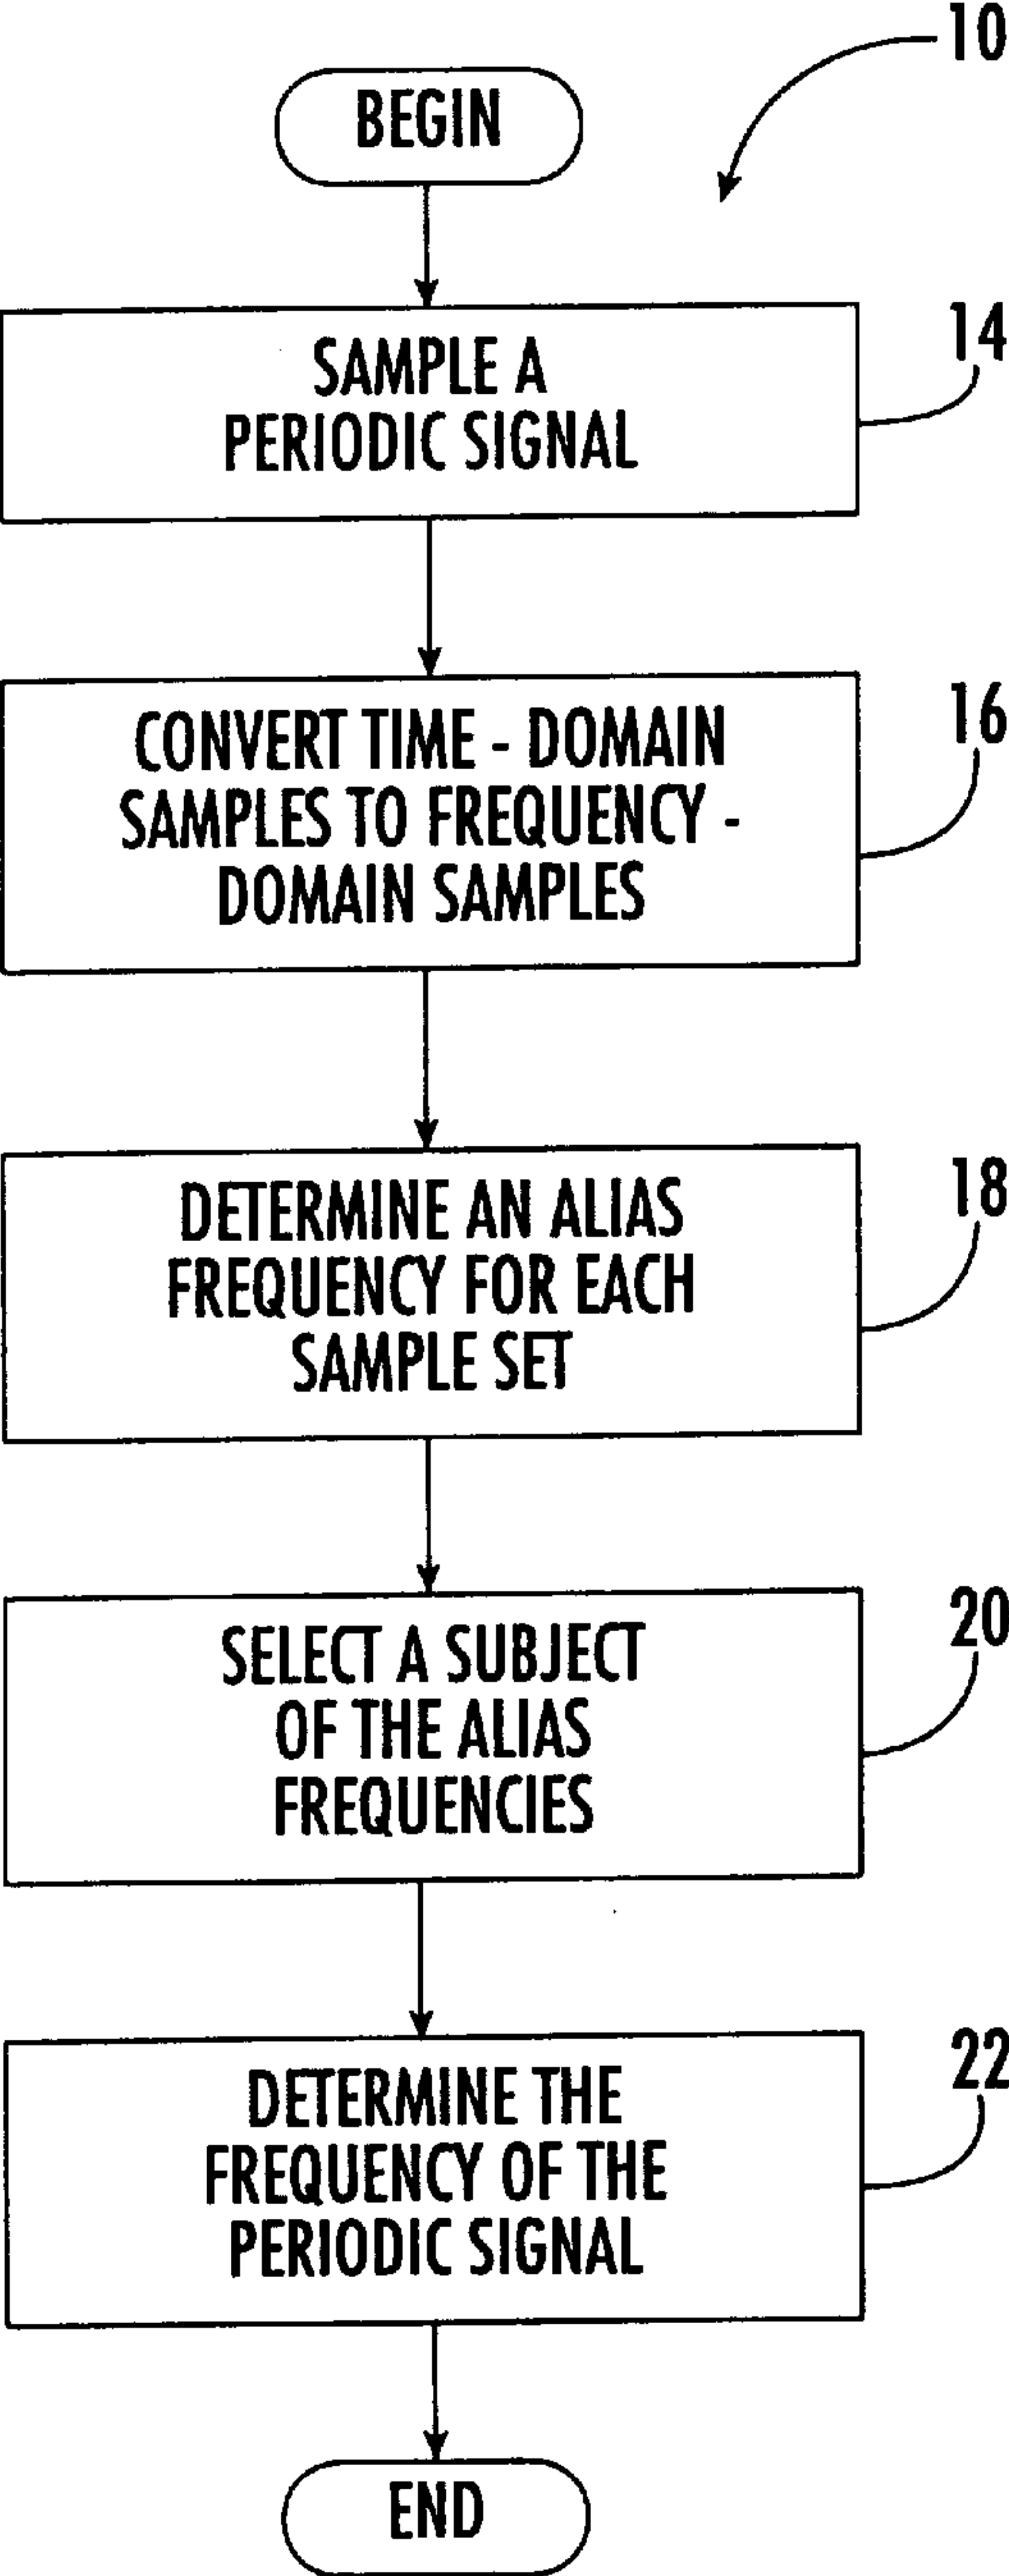 10
BEGIN
SAMPLE A
PERIODIC SIGNAL
14
CONVERT TIME - DOMAIN
SAMPLES TO FREQUENCY -
DOMAIN SAMPLES
16
DETERMINE AN ALIAS
FREQUENCY FOR EACH
SAMPLE SET
18
SELECT A SUBJECT
OF THE ALIAS
FREQUENCIES
20
DETERMINE THE
FREQUENCY OF THE
PERIODIC SIGNAL
22
END